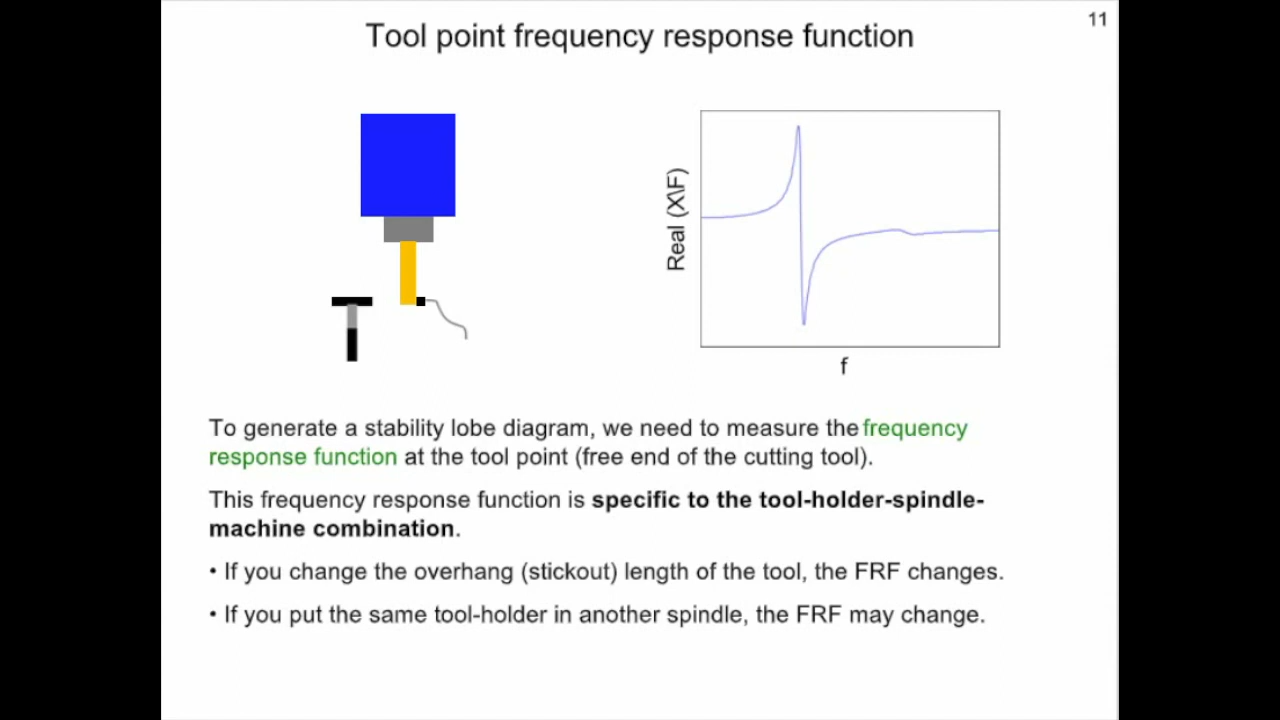 11
Tool point frequency response function
Real (X\F)
f
To generate a stability lobe diagram, we need to measure the frequency
response function at the tool point (free end of the cutting tool).
This frequency response function is specific to the tool-holder-spindle-
machine combination.
• If you change the overhang (stickout) length of the tool, the FRF changes.
• If you put the same tool-holder in another spindle, the FRF may change.